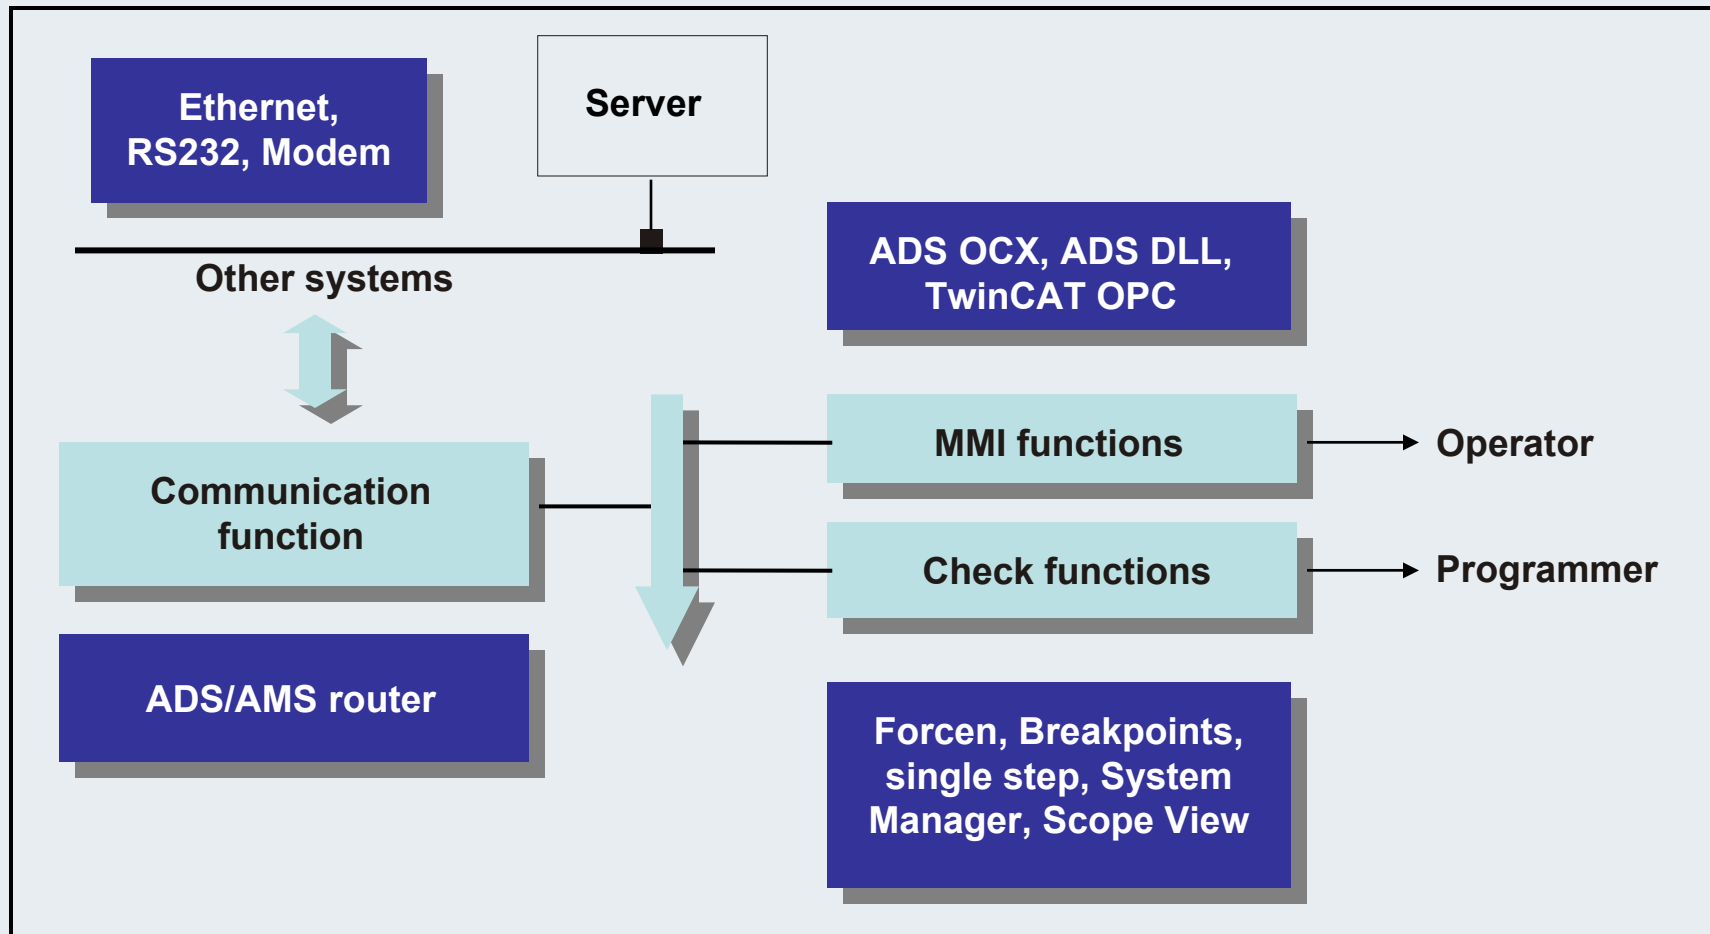 Ethernet,
RS232, Modem
Server
Other systems
ADS OCX, ADS DLL,
TwinCAT OPC
MMI functions
Operator
Communication
function
Check functions
Programmer
ADS/AMS router
Forcen, Breakpoints,
single step, System
Manager, Scope View